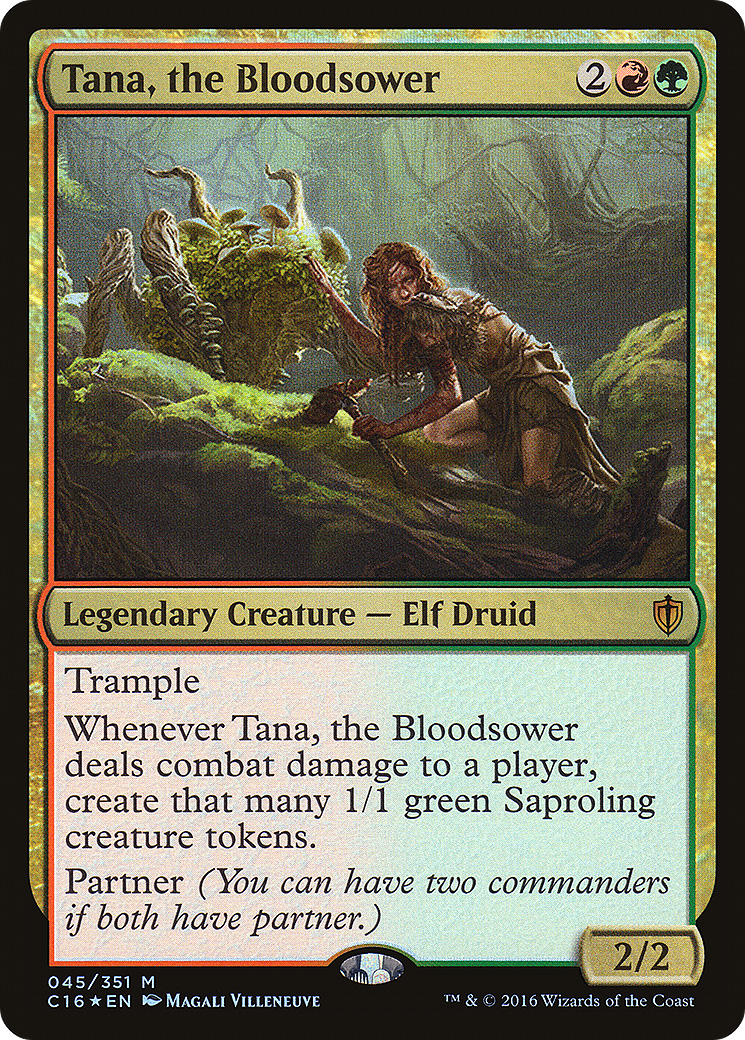 Tana, the Bloodsower 2
Legendary Creature — Elf Druid
Trample
Whenever Tana, the Bloodsower
deals combat damage to a player,
create that many 1/1 green Saproling
creature tokens.
Partner (You can have two commanders
if both have partner.)
2/2
045/351 M
C16★EN Magali Villeneuve
™ & © 2016 Wizards of the Coast